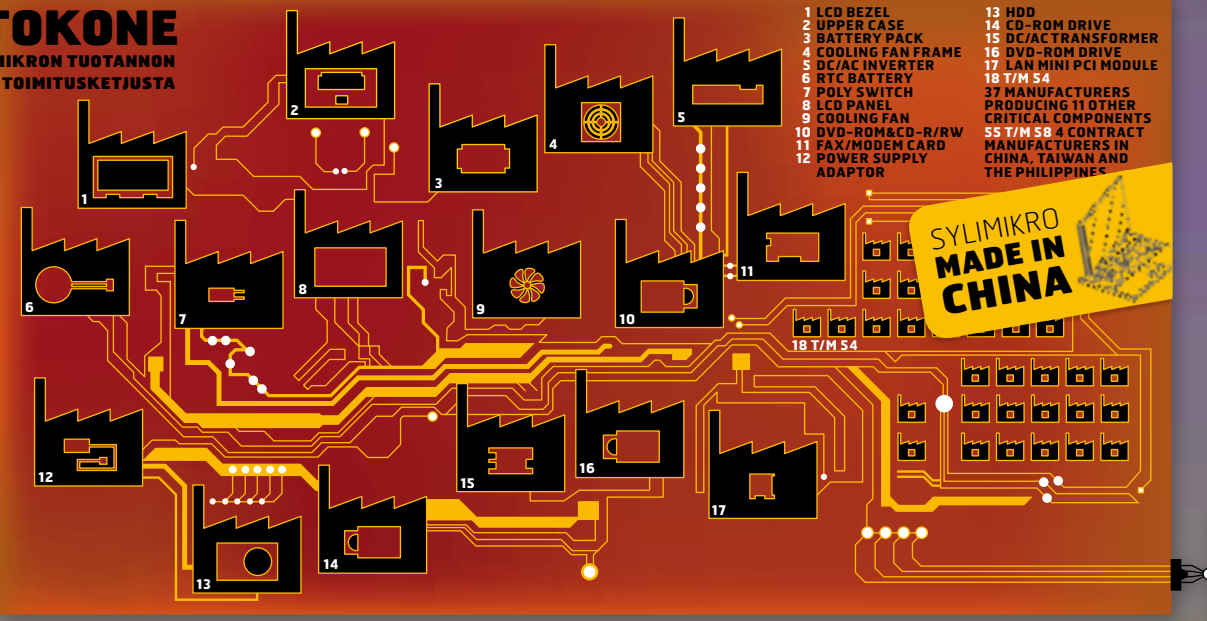 TOKONE
MIKRON TUOTANNON
TOIMITUSKETJUSTA
1 LCD BEZEL
2 UPPER CASE
3 BATTERY PACK
4 COOLING FAN FRAME
5 DC/AC INVERTER
6 RTC BATTERY
7 POLY SWITCH
8 LCD PANEL
9 COOLING FAN
10 DVD-ROM&CD-R/RW
11 FAX/MODEM CARD
12 POWER SUPPLY
ADAPTOR
13 HDD
14 CD-ROM DRIVE
15 DC/AC TRANSFORMER
16 DVD-ROM DRIVE
17 LAN MINI PCI MODULE
18 T/M 54
37 MANUFACTURERS
PRODUCING 11 OTHER
CRITICAL COMPONENTS
55 T/M 58 4 CONTRACT
MANUFACTURERS IN
CHINA, TAIWAN AND
THE PHILIPPINES
SYLIMIKRO
MADE IN
CHINA
1
2
3
4
5
6
7
8
9
10
11
18 T/M 54
12
13
14
15
16
17